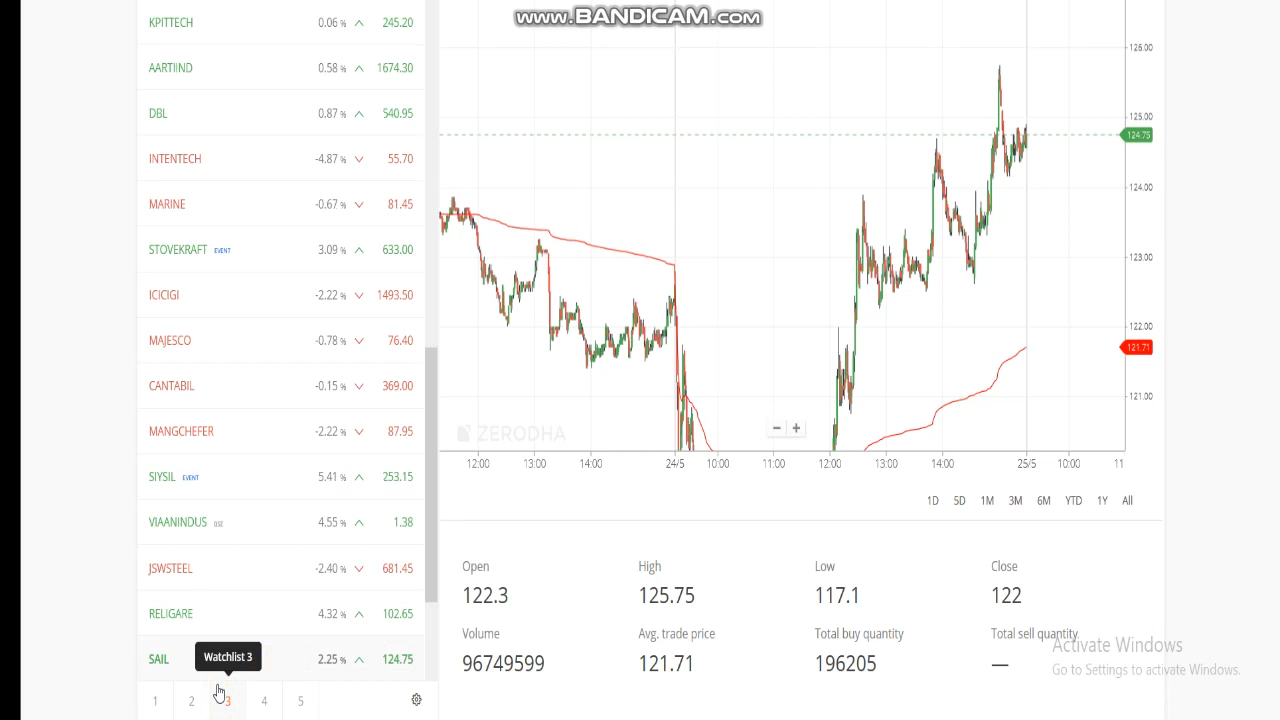 www.BANDICAM.com
KPITTECH 0.06 % 245.20
AARTIIND 0.58 % 1674.30
DBL 0.87 % 540.95
INTENTECH -4.87 % 55.70
MARINE -0.67 % 81.45
STOVEKRAFT EVENT 3.09 % 633.00
ICICIGI -2.22 % 1493.50
MAJESCO -0.78 % 76.40
CANTABIL -0.15 % 369.00
MANGCHEFER -2.22 % 87.95
SIYSIL EVENT 5.41 % 253.15
VIAANINDUS BSE 4.55 % 1.38
JSWSTEEL -2.40 % 681.45
RELIGARE 4.32 % 102.65
SAIL 2.25 % 124.75
Watchlist 3
1 2 3 4 5
126.00
125.00
124.75
124.00
123.00
122.00
121.71
121.00
ZERODHA
12:00 13:00 14:00 24/5 10:00 11:00 12:00 13:00 14:00 25/5 10:00 11
1D 5D 1M 3M 6M YTD 1Y All
Open High Low Close
122.3 125.75 117.1 122
Volume Avg. trade price Total buy quantity Total sell quantity
96749599 121.71 196205 —
Activate Windows
Go to Settings to activate Windows.